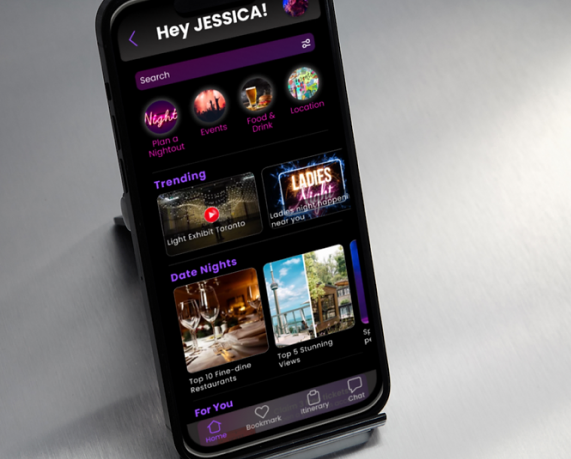 Hey JESSICA!
Search
Night
Plan a
Nightout
Events
Food &
Drink
Location
Trending
Light Exhibit Toronto
LADIES
Night
Ladies night happeni
near you
Date Nights
Top 10 Fine-dine
Restaurants
Top 5 Stunning
Views
Sp
pe
For You
Home
Bookmark
Itinerary
Chat